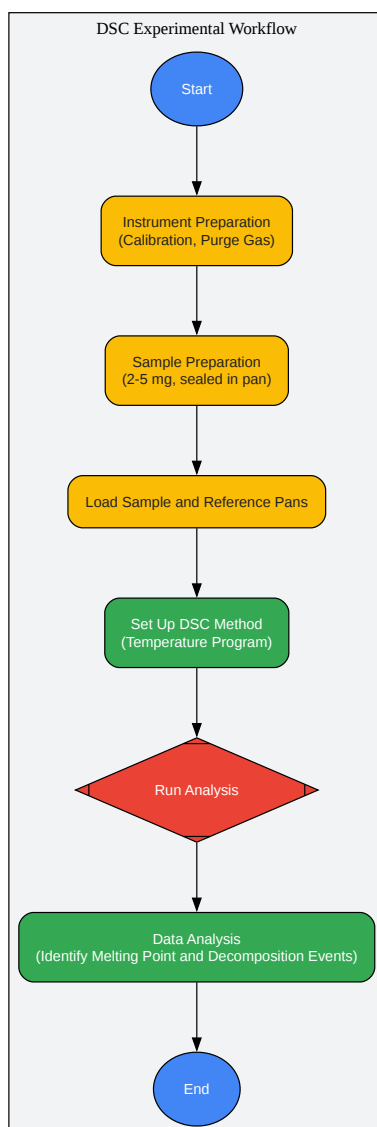 DSC Experimental Workflow
Start
Instrument Preparation
(Calibration, Purge Gas)
Sample Preparation
(2-5 mg, sealed in pan)
Load Sample and Reference Pans
Set Up DSC Method
(Temperature Program)
Run Analysis
Data Analysis
(Identify Melting Point and Decomposition Events)
End